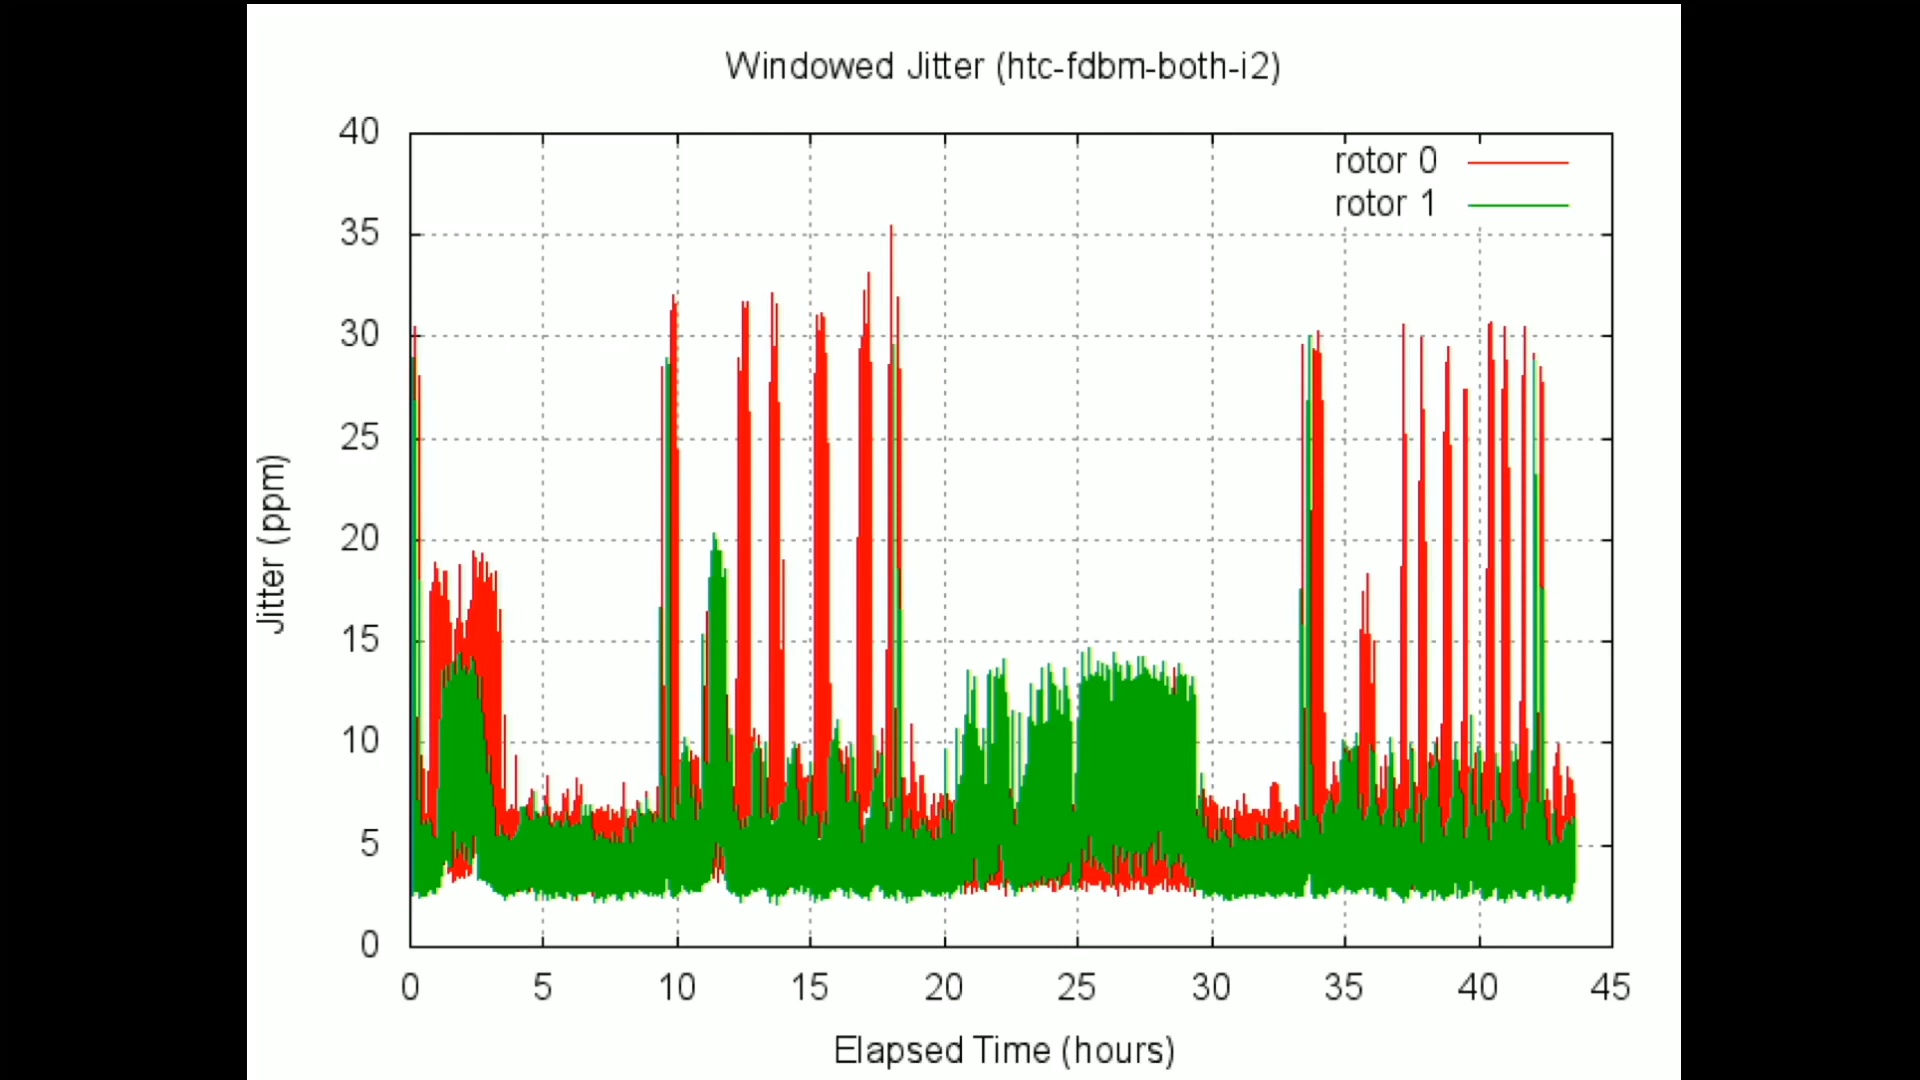 Windowed Jitter (htc-fdbm-both-i2)
40
35
30
25
20
15
10
5
0
Jitter (ppm)
rotor 0
rotor 1
0 5 10 15 20 25 30 35 40 45
Elapsed Time (hours)